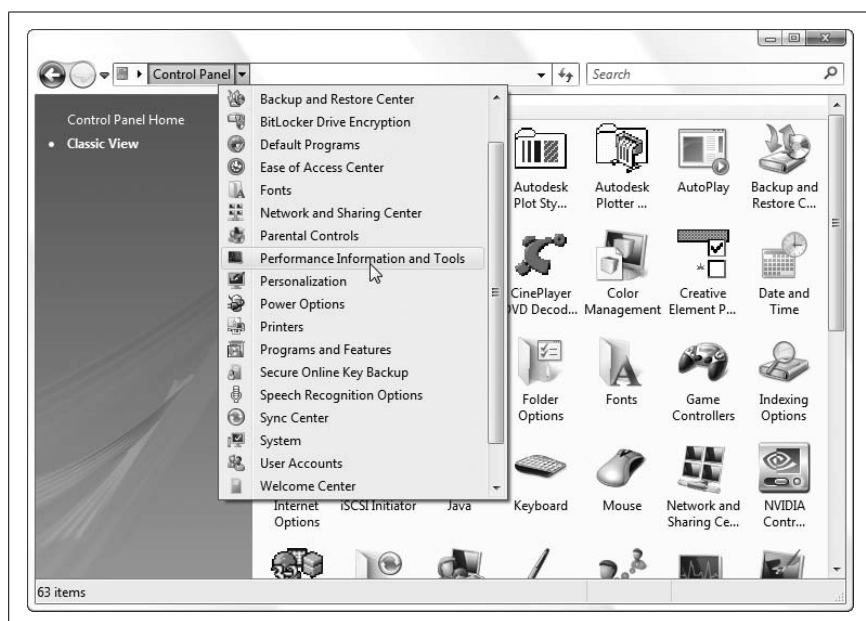 Control Panel
Search
Control Panel Home
Classic View
Backup and Restore Center
BitLocker Drive Encryption
Default Programs
Ease of Access Center
Fonts
Network and Sharing Center
Parental Controls
Performance Information and Tools
Personalization
Power Options
Printers
Programs and Features
Secure Online Key Backup
Speech Recognition Options
Sync Center
System
User Accounts
Welcome Center
Autodesk Plot Sty...
Autodesk Plotter ...
AutoPlay
Backup and Restore C...
CinePlayer DVD Decod...
Color Management
Creative Element P...
Date and Time
Folder Options
Fonts
Game Controllers
Indexing Options
Internet Options
iSCSI Initiator
Java
Keyboard
Mouse
Network and Sharing Ce...
NVIDIA Contr...
63 items